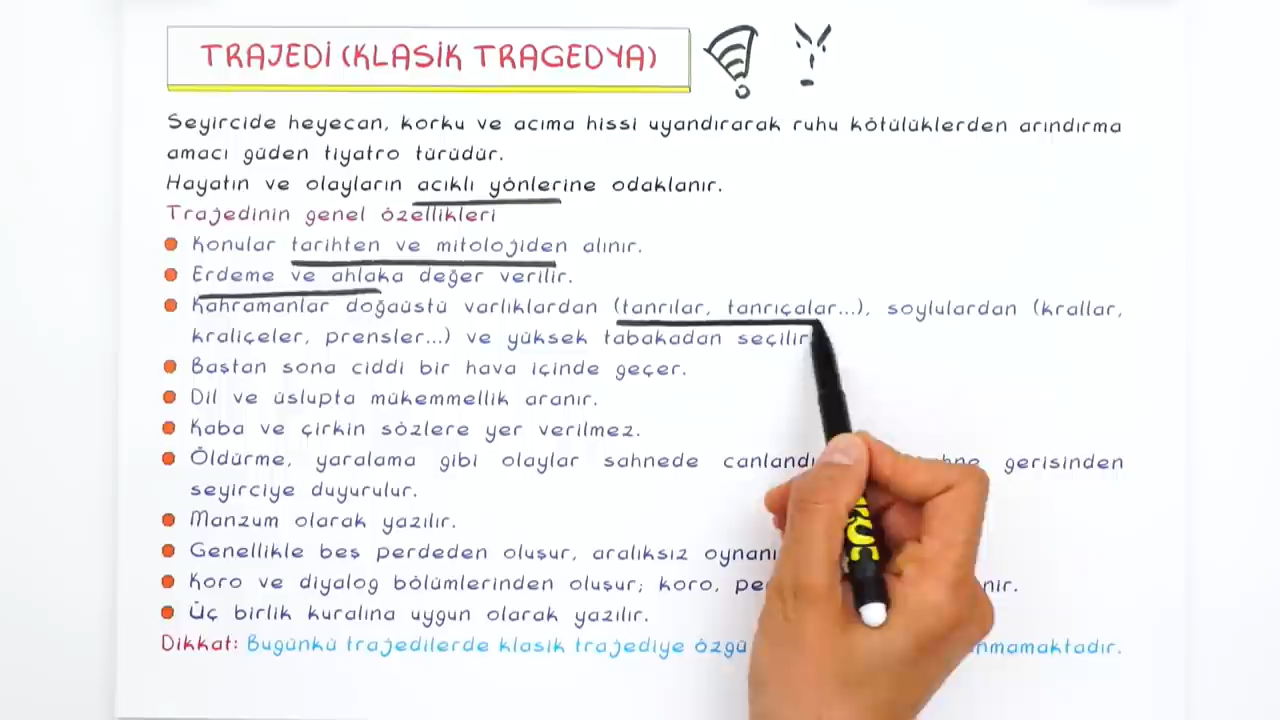 TRAJEDİ (KLASİK TRAGEDYA)
Seyircide heyecan, korku ve acıma hissi uyandırarak ruhu kötülüklerden arındırma
amacı güden tiyatro türüdür.
Hayatın ve olayların acıklı yönlerine odaklanır.
Trajedinin genel özellikleri
Konular tarihten ve mitolojiden alınır.
Erdeme ve ahlaka değer verilir.
Kahramanlar doğaüstü varlıklardan (tanrılar, tanrıçalar...), soylulardan (krallar,
kraliçeler, prensler...) ve yüksek tabakadan seçilir
Baştan sona ciddi bir hava içinde geçer.
Dil ve üslupta mükemmellik aranır.
Kaba ve çirkin sözlere yer verilmez.
Öldürme, yaralama gibi olaylar sahnede gerisinden
seyirciye duyurulur.
Manzum olarak yazılır.
Genellikle beş perdeden oluşur, aralıksız
Koro ve diyalog bölümlerinden oluşur; koro,
Üç birlik kuralına uygun olarak yazılır.
Dikkat: Bugünkü trajedilerde klasik trajediye özgü